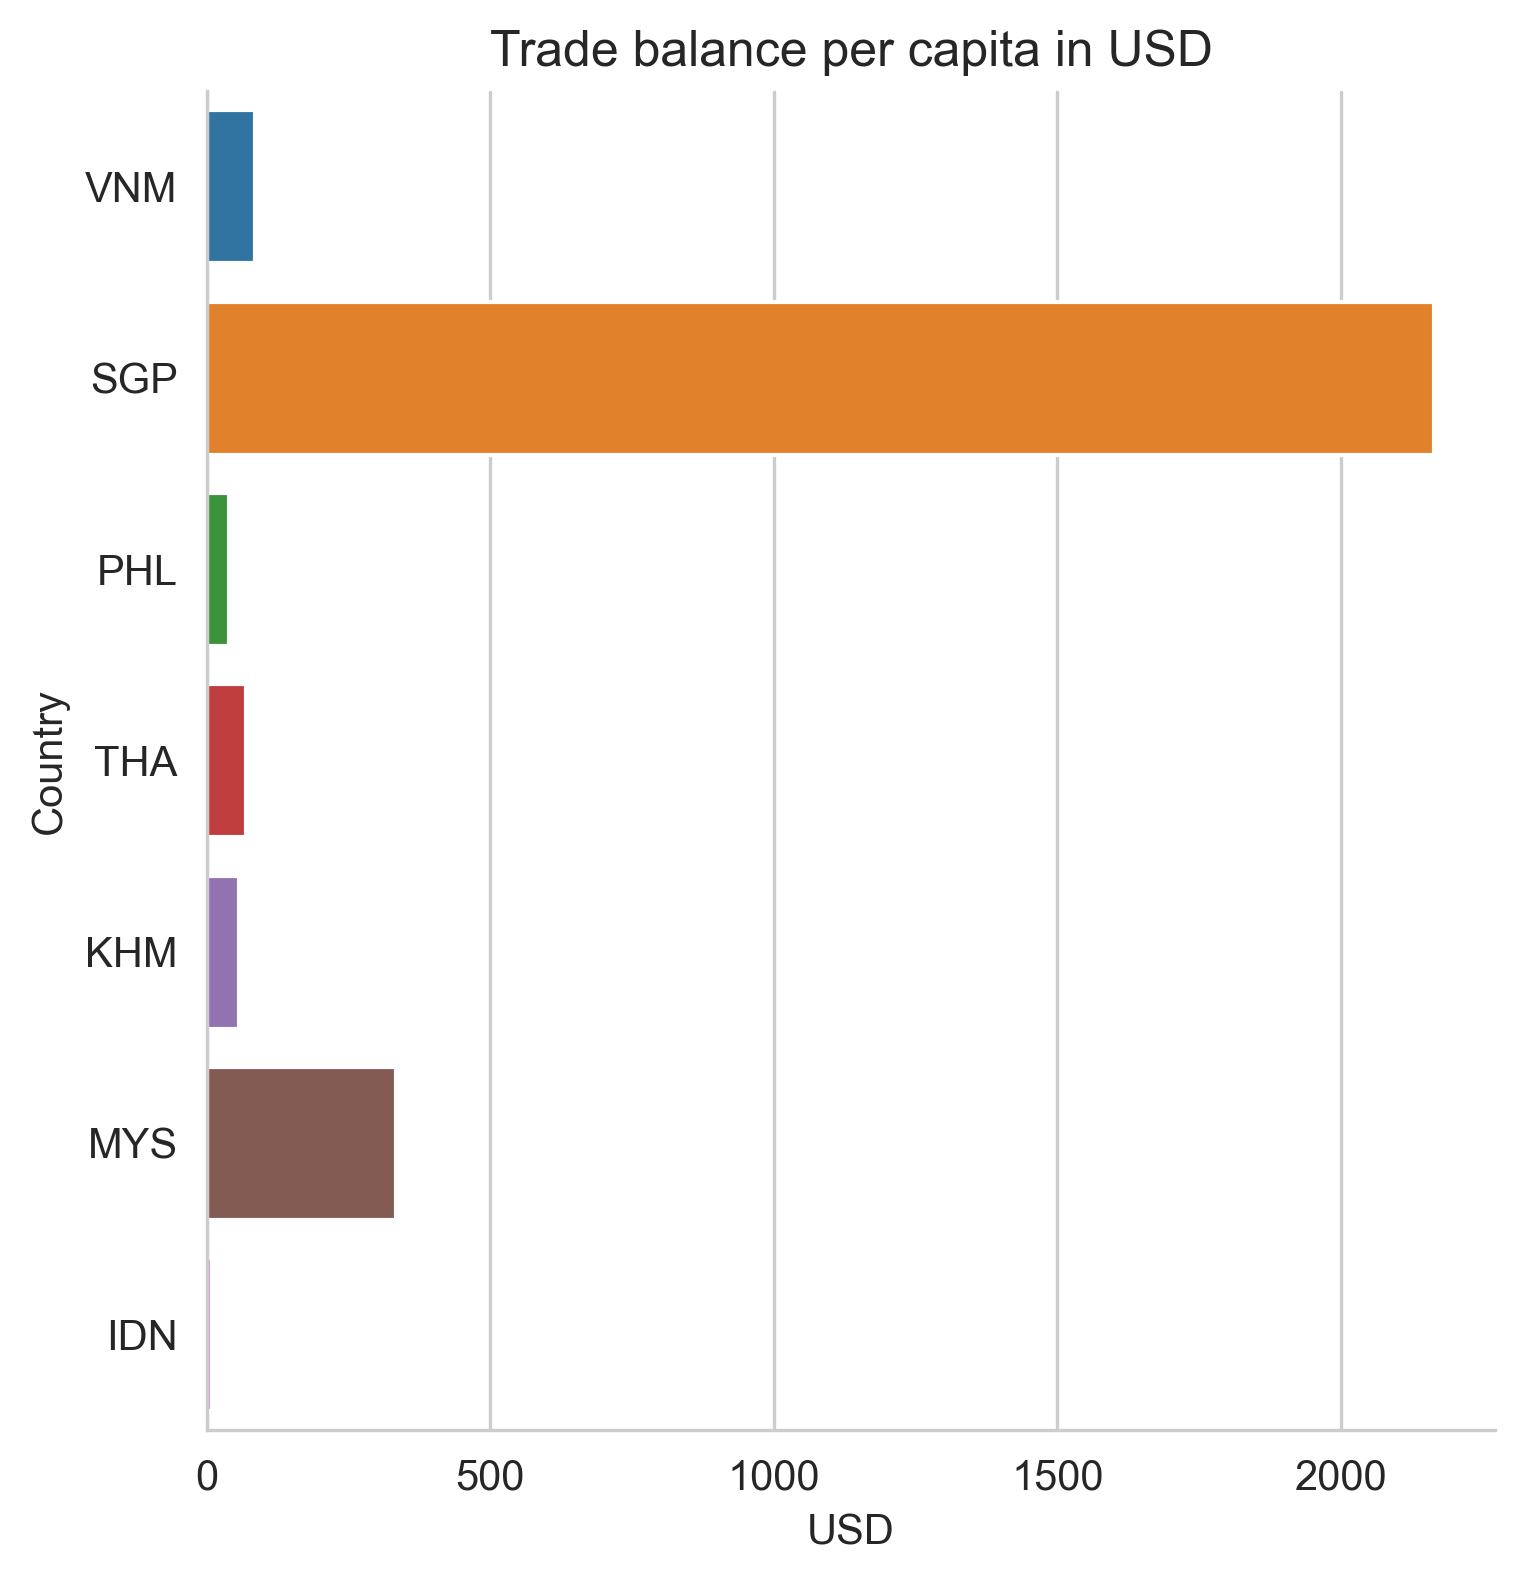 Trade balance per capita in USD
VNM
SGP
PHL
THA
KHM
MYS
IDN
Country
0 500 1000 1500 2000
USD